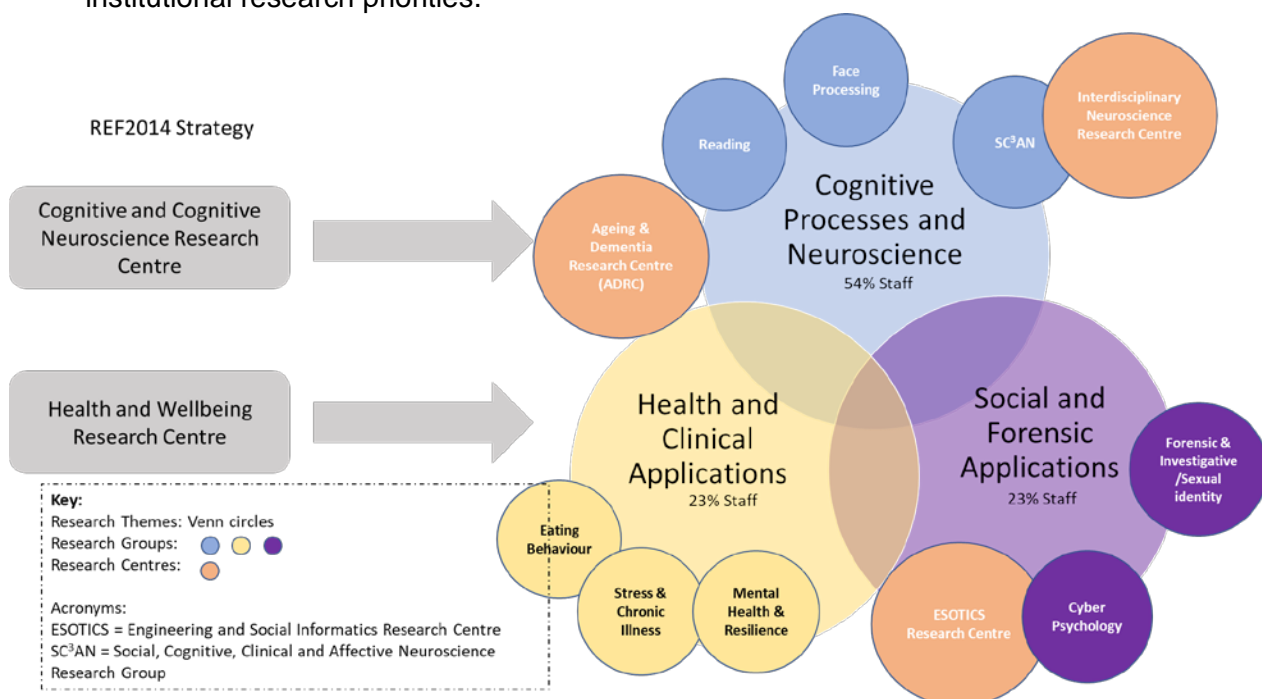 institutional research priorities.
REF2014 Strategy
Cognitive and Cognitive
Neuroscience Research
Centre
Health and Wellbeing
Research Centre
Face
Processing
Reading
SC³AN
Interdisciplinary
Neuroscience
Research Centre
Ageing &
Dementia
Research Centre
(ADRC)
Cognitive
Processes and
Neuroscience
54% Staff
Health and
Clinical
Applications
23% Staff
Social and
Forensic
Applications
23% Staff
Forensic &
Investigative
/Sexual
identity
Eating
Behaviour
Stress &
Chronic
Illness
Mental
Health &
Resilience
ESOTICS
Research Centre
Cyber
Psychology
Key:
Research Themes: Venn circles
Research Groups:
Research Centres:
Acronyms:
ESOTICS = Engineering and Social Informatics Research Centre
SC³AN = Social, Cognitive, Clinical and Affective Neuroscience
Research Group